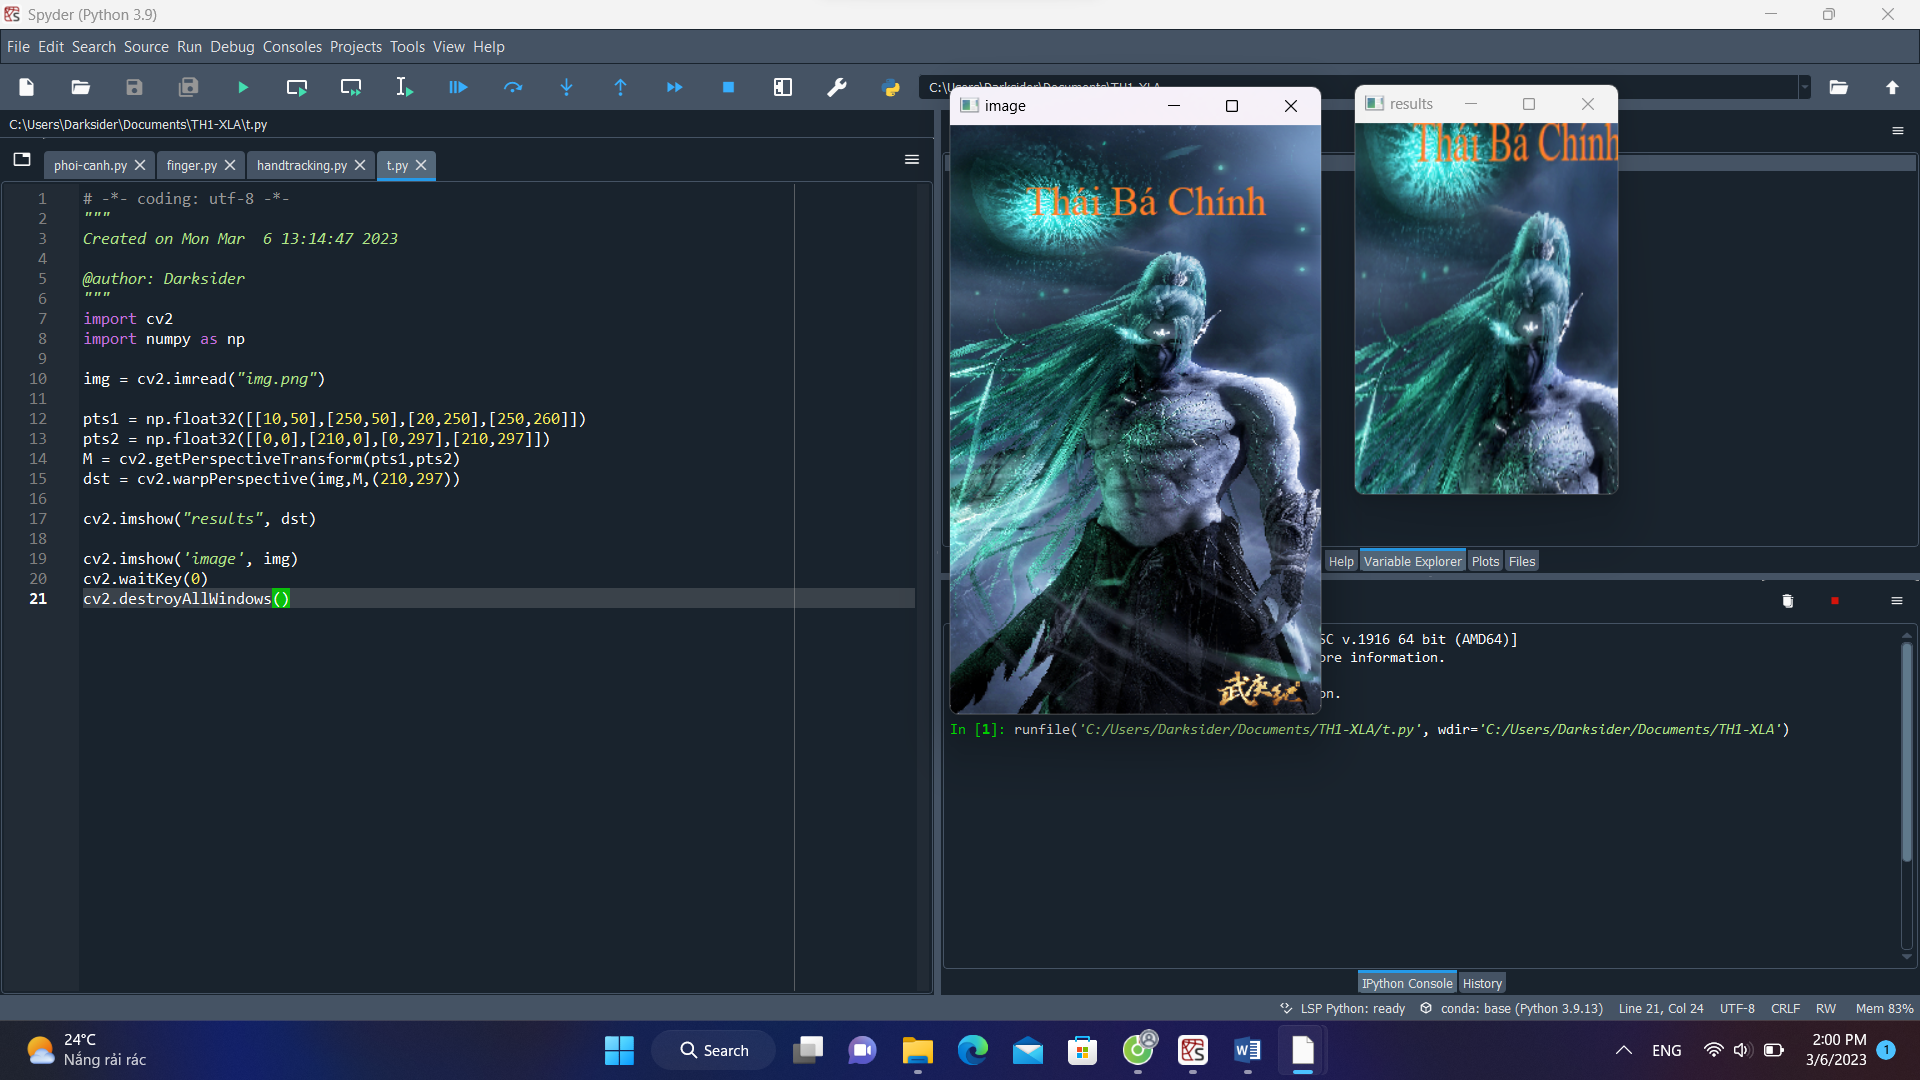 Spyder (Python 3.9)
File Edit Search Source Run Debug Consoles Projects Tools View Help
C:\Users\Darksider\Documents\TH1-XLA
C:\Users\Darksider\Documents\TH1-XLA\t.py
phoi-canh.py
finger.py
handtracking.py
t.py
1 # -*- coding: utf-8 -*-
2 """
3 Created on Mon Mar  6 13:14:47 2023
4
5 @author: Darksider
6 """
7 import cv2
8 import numpy as np
9
10 img = cv2.imread("img.png")
11
12 pts1 = np.float32([[10,50],[250,50],[20,250],[250,260]])
13 pts2 = np.float32([[0,0],[210,0],[0,297],[210,297]])
14 M = cv2.getPerspectiveTransform(pts1,pts2)
15 dst = cv2.warpPerspective(img,M,(210,297))
16
17 cv2.imshow("results", dst)
18
19 cv2.imshow('image', img)
20 cv2.waitKey(0)
21 cv2.destroyAllWindows()
image
Thái Bá Chính
results
Thái Bá Chính
Help Variable Explorer Plots Files
SC v.1916 64 bit (AMD64)]
ore information.
on.
In [1]: runfile('C:/Users/Darksider/Documents/TH1-XLA/t.py', wdir='C:/Users/Darksider/Documents/TH1-XLA')
IPython Console History
LSP Python: ready conda: base (Python 3.9.13) Line 21, Col 24 UTF-8 CRLF RW Mem 83%
24°C
Nắng rải rác
Search
ENG
2:00 PM
3/6/2023
1